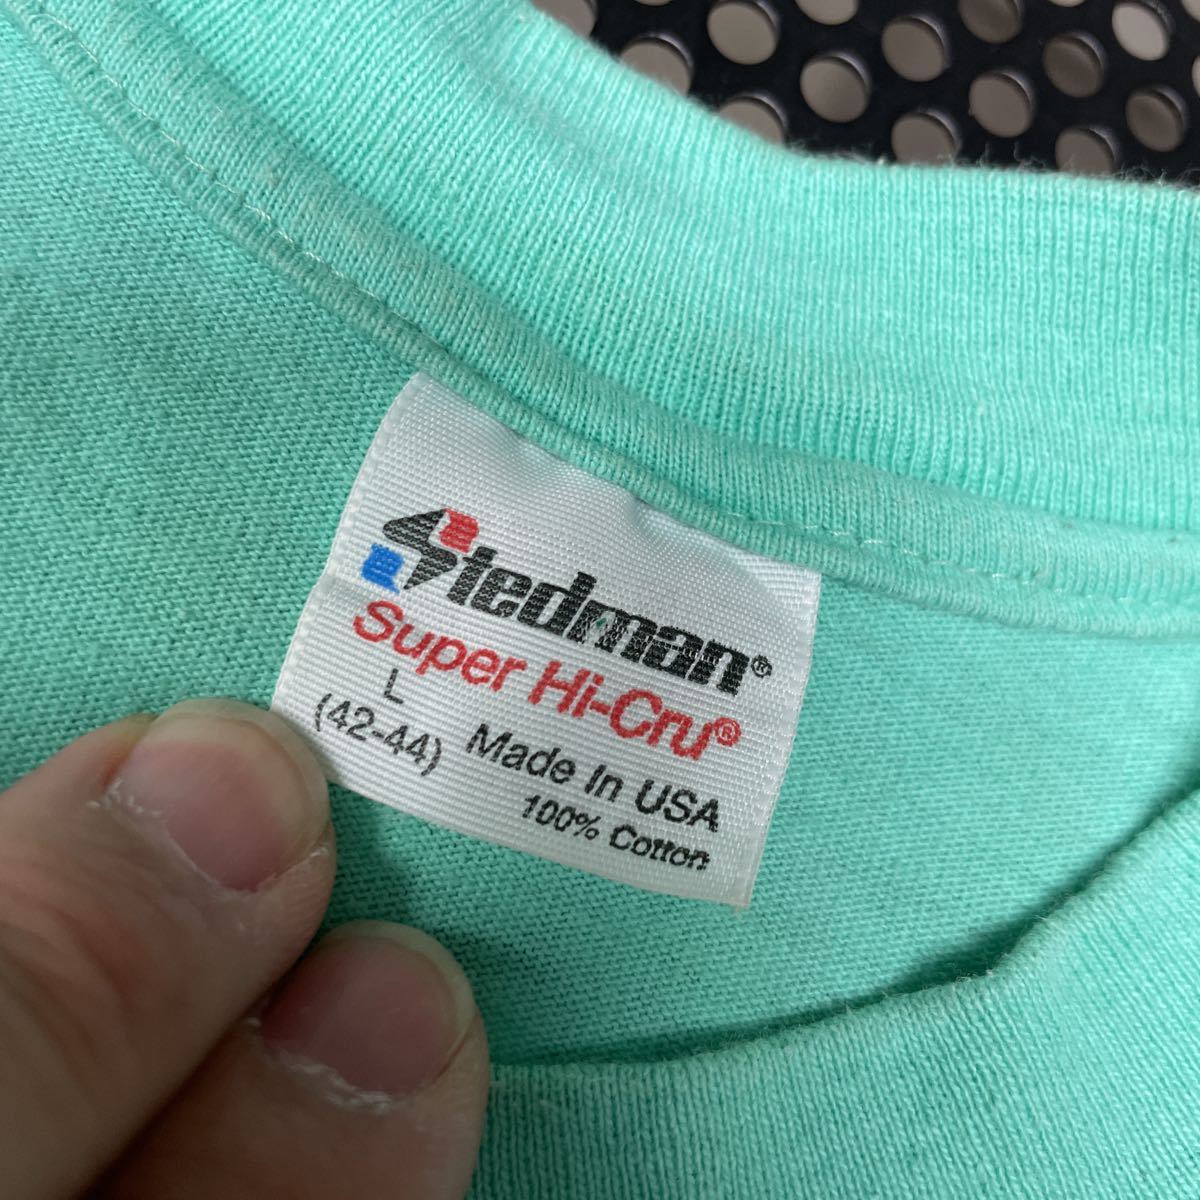 Stedman®
Super Hi-Cru®
L
(42-44)
Made In USA
100% Cotton